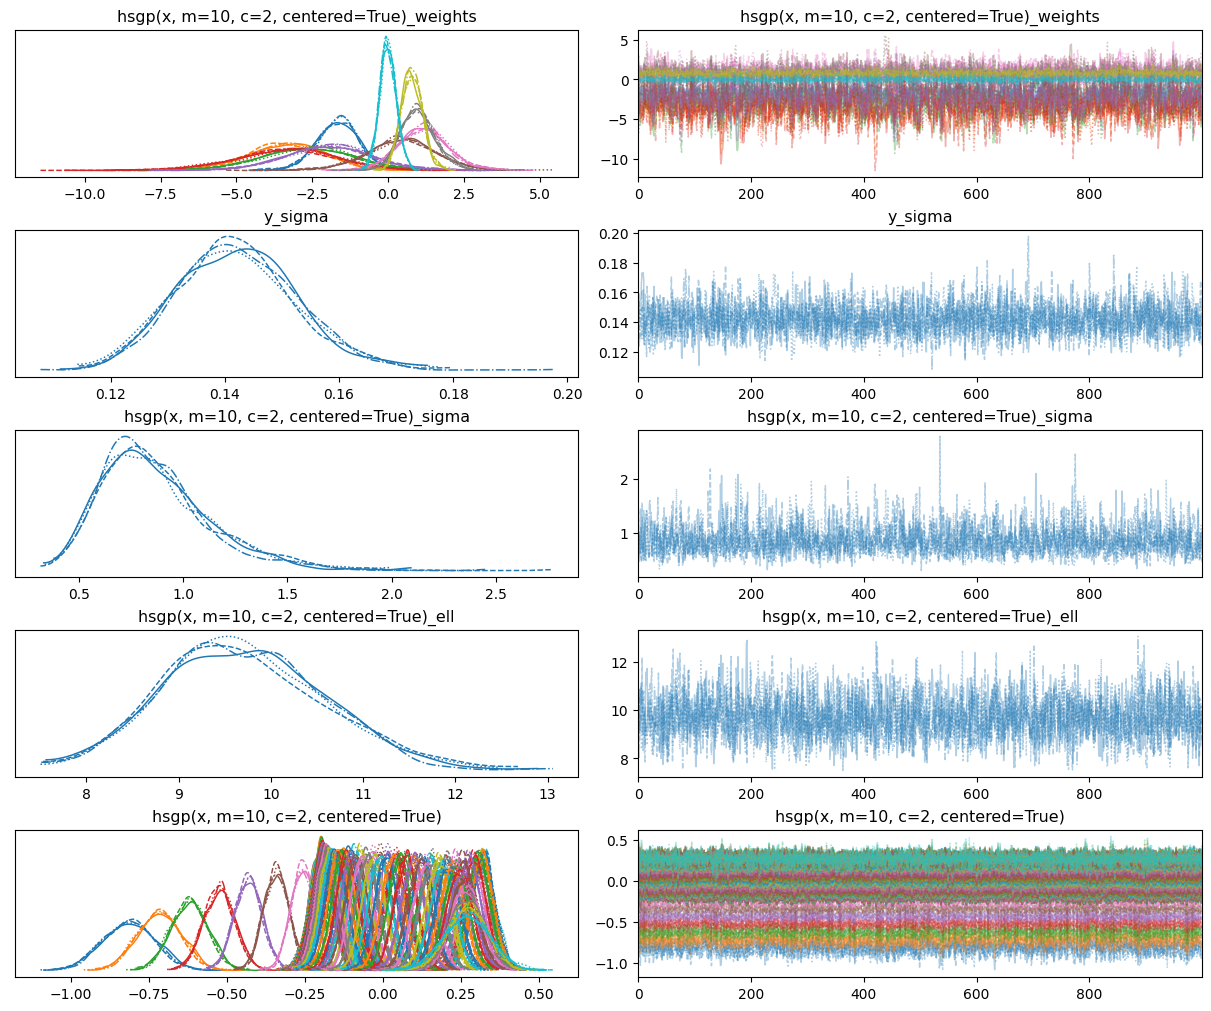 hsgp(x, m=10, c=2, centered=True)_weights
hsgp(x, m=10, c=2, centered=True)_weights
5
0
−5
−10
−10.0 −7.5 −5.0 −2.5 0.0 2.5 5.0
0 200 400 600 800
y_sigma
y_sigma
0.20
0.18
0.16
0.14
0.12
0.12 0.14 0.16 0.18 0.20
0 200 400 600 800
hsgp(x, m=10, c=2, centered=True)_sigma
hsgp(x, m=10, c=2, centered=True)_sigma
2
1
0.5 1.0 1.5 2.0 2.5
0 200 400 600 800
hsgp(x, m=10, c=2, centered=True)_ell
hsgp(x, m=10, c=2, centered=True)_ell
12
10
8
8 9 10 11 12 13
0 200 400 600 800
hsgp(x, m=10, c=2, centered=True)
hsgp(x, m=10, c=2, centered=True)
0.5
0.0
−0.5
−1.0
−1.00 −0.75 −0.50 −0.25 0.00 0.25 0.50
0 200 400 600 800